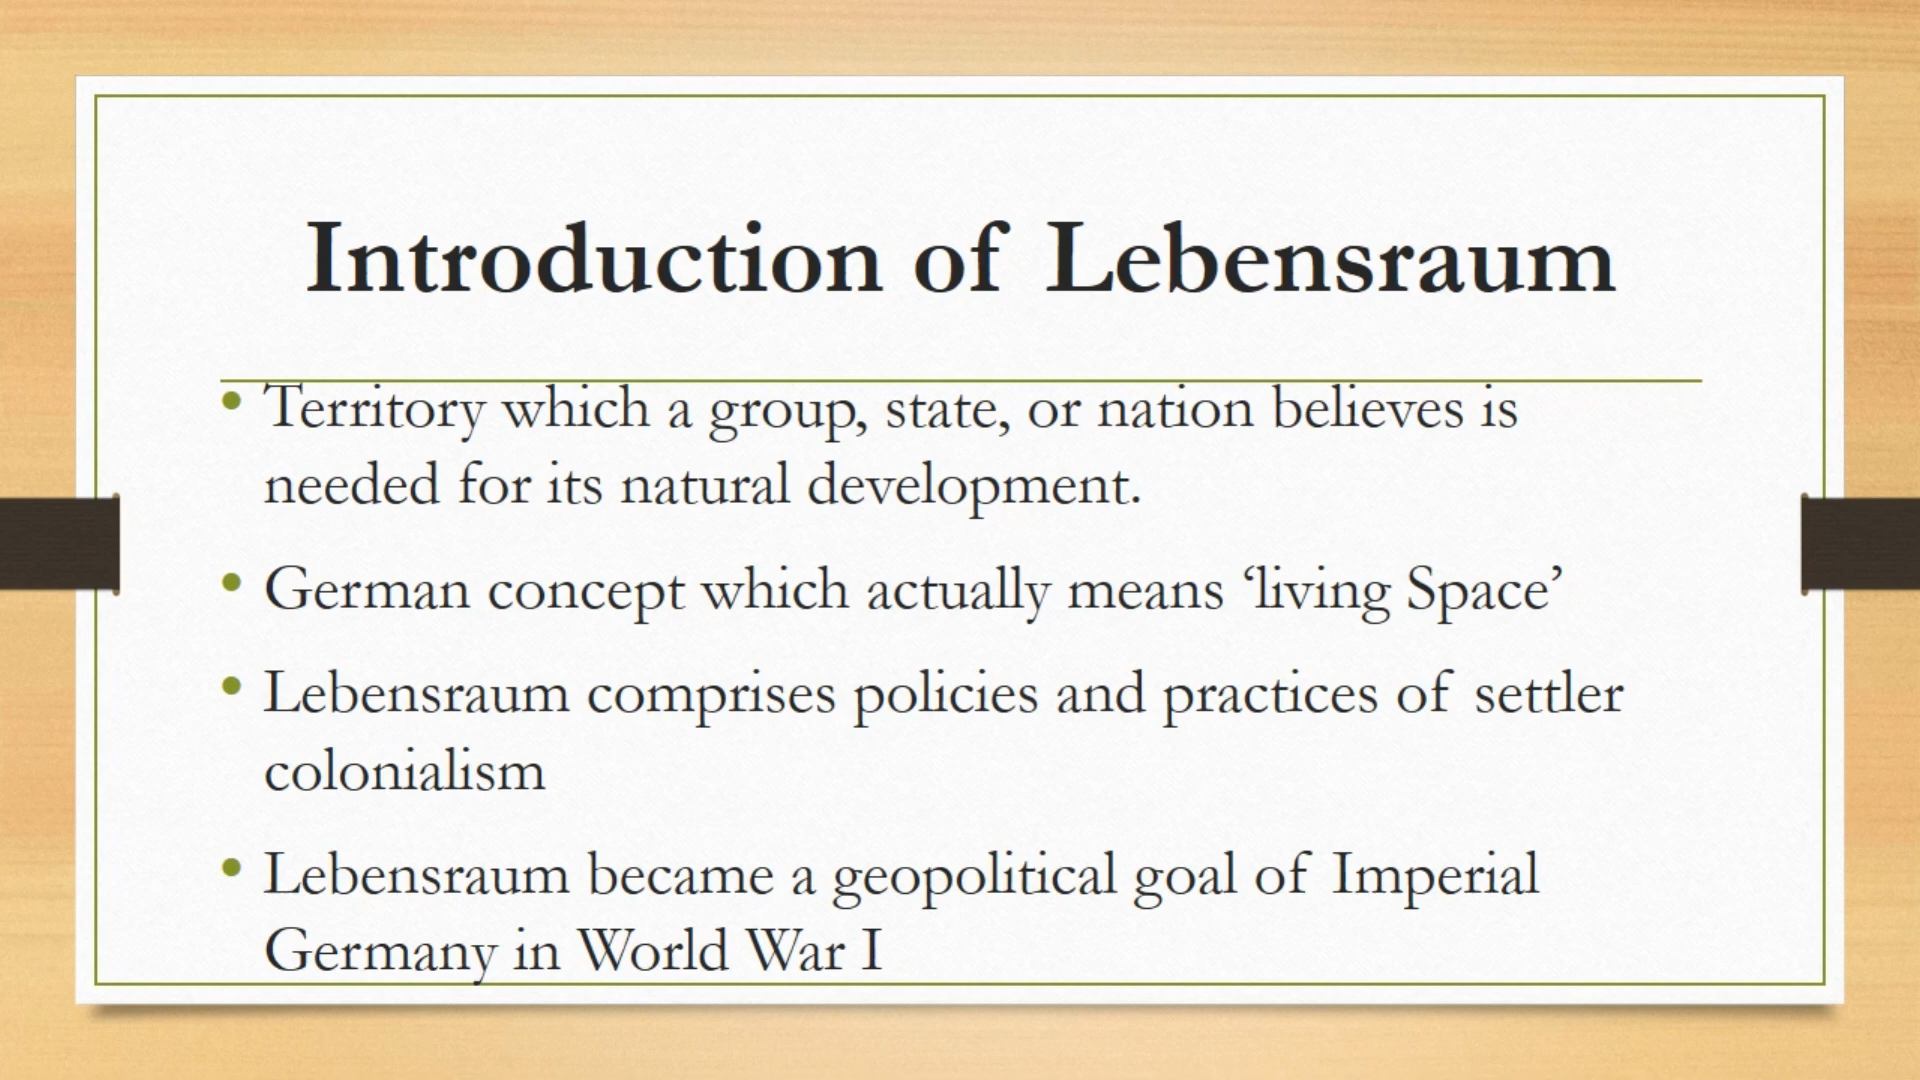 Introduction of Lebensraum
• Territory which a group, state, or nation believes is
needed for its natural development.
• German concept which actually means ‘living Space’
• Lebensraum comprises policies and practices of settler
colonialism
• Lebensraum became a geopolitical goal of Imperial
Germany in World War I